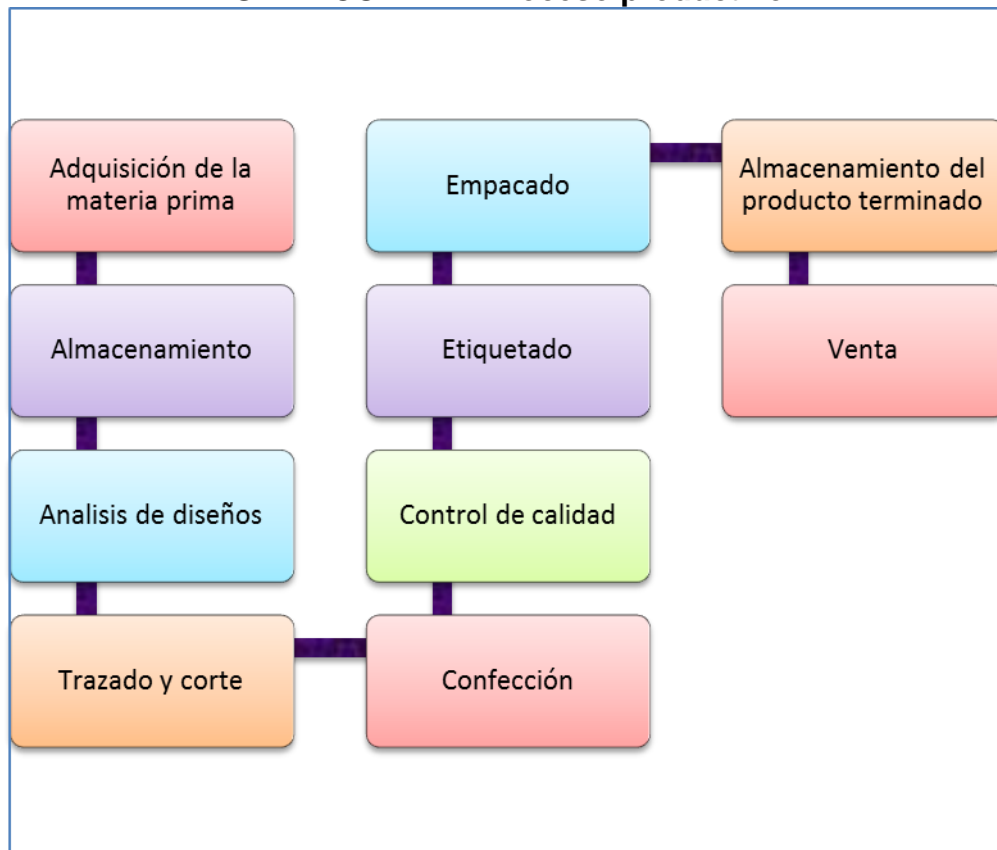 Adquisición de la
materia prima
Almacenamiento
Analisis de diseños
Trazado y corte
Confección
Control de calidad
Etiquetado
Empacado
Almacenamiento del
producto terminado
Venta